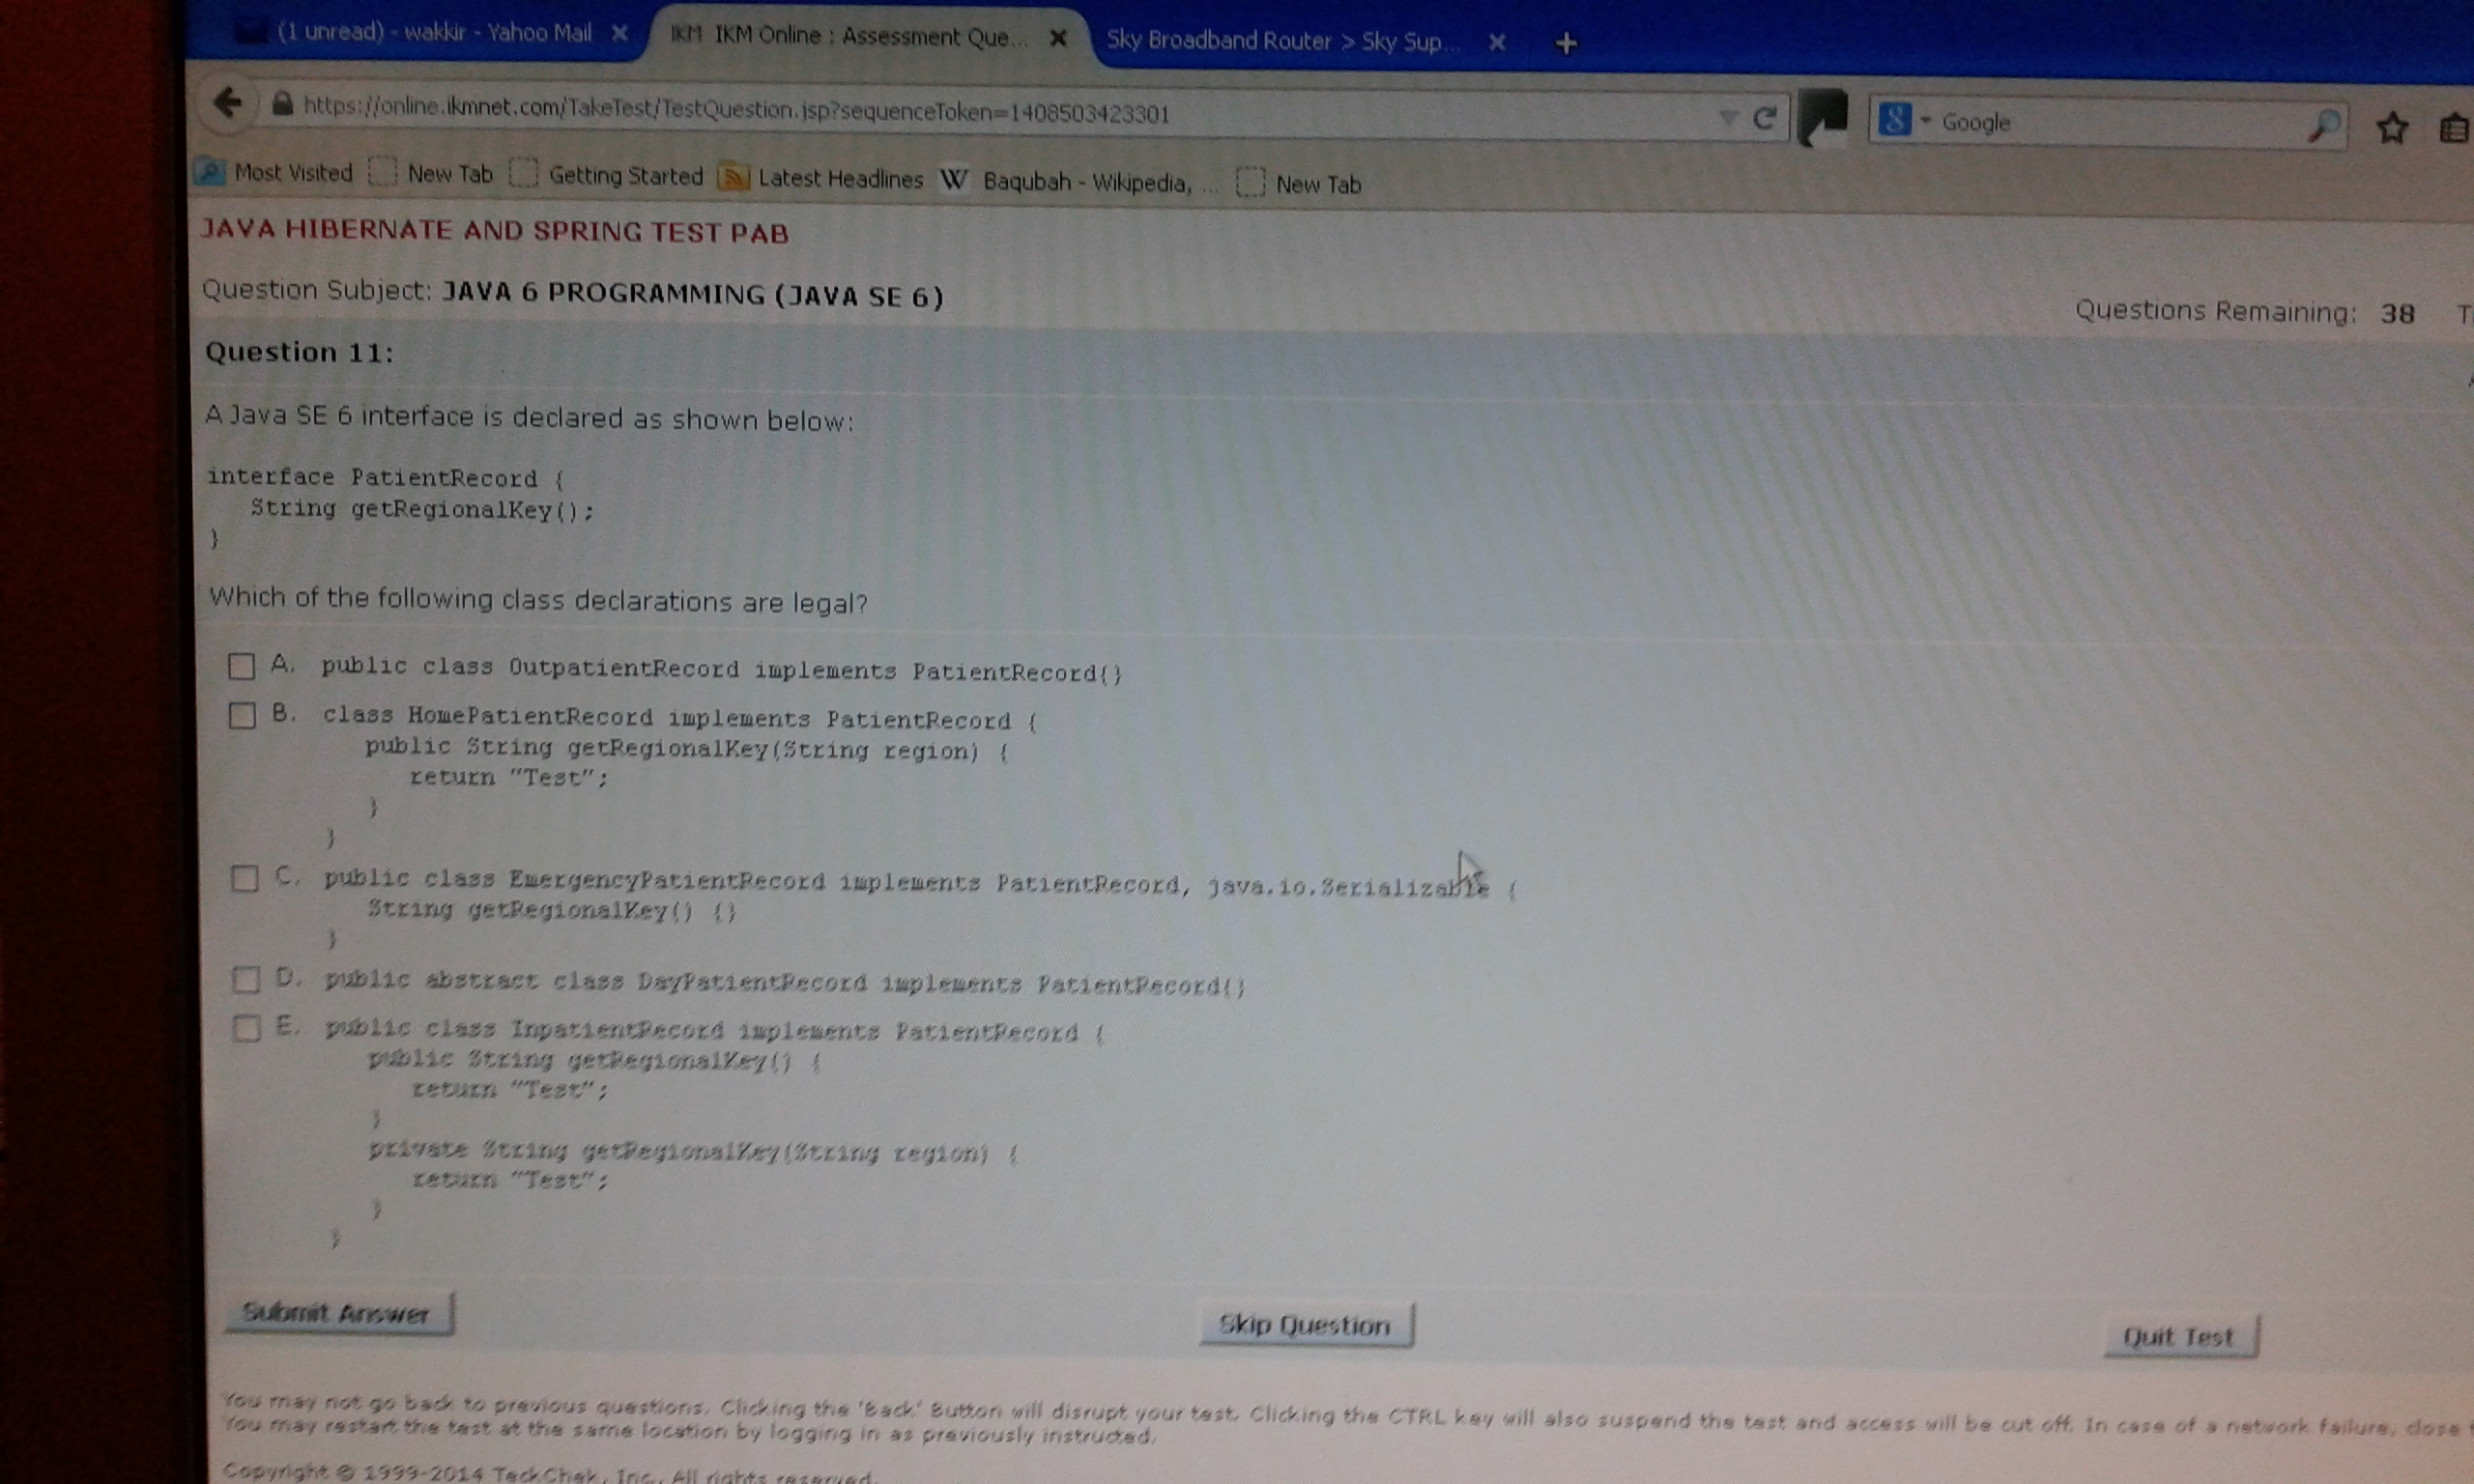 (1 unread) - wakkir - Yahoo Mail
IKM IKM Online : Assessment Que...
Sky Broadband Router > Sky Sup...
https://online.ikmnet.com/TakeTest/TestQuestion.jsp?sequenceToken=1408503423301
Google
Most Visited New Tab Getting Started Latest Headlines W Baqubah - Wikipedia, ... New Tab
JAVA HIBERNATE AND SPRING TEST PAB
Question Subject: JAVA 6 PROGRAMMING (JAVA SE 6)
Questions Remaining: 38
Question 11:
A Java SE 6 interface is declared as shown below:
interface PatientRecord {
String getRegionalKey();
}
Which of the following class declarations are legal?
A. public class OutpatientRecord implements PatientRecord{}
B. class HomePatientRecord implements PatientRecord {
public String getRegionalKey(String region) {
return "Test";
}
}
C. public class EmergencyPatientRecord implements PatientRecord, java.io.Serializable {
String getRegionalKey() {}
}
D. public abstract class DayPatientRecord implements PatientRecord{}
E. public class InpatientRecord implements PatientRecord {
public String getRegionalKey() {
return "Test";
}
private String getRegionalKey(String region) {
return "Test";
}
}
Submit Answer
Skip Question
Quit Test
You may not go back to previous questions. Clicking the 'Back' Button will disrupt your test. Clicking the CTRL key will also suspend the test and access will be cut off. In case of a network failure, close
You may restart the test at the same location by logging in as previously instructed.
Copyright © 1999-2014 TeckChek, Inc. All rights reserved.